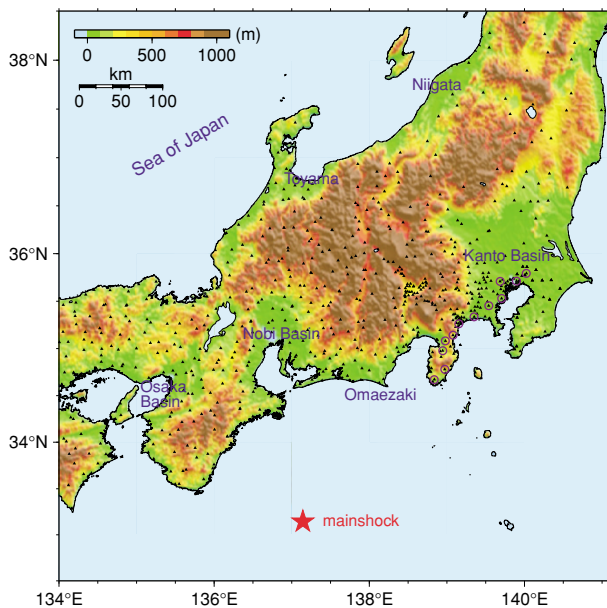 (m)
0 500 1000
km
0 50 100
38°N
36°N
34°N
Niigata
Sea of Japan
Toyama
Kanto Basin
Nobi Basin
Osaka
Basin
Omaezaki
mainshock
134°E 136°E 138°E 140°E